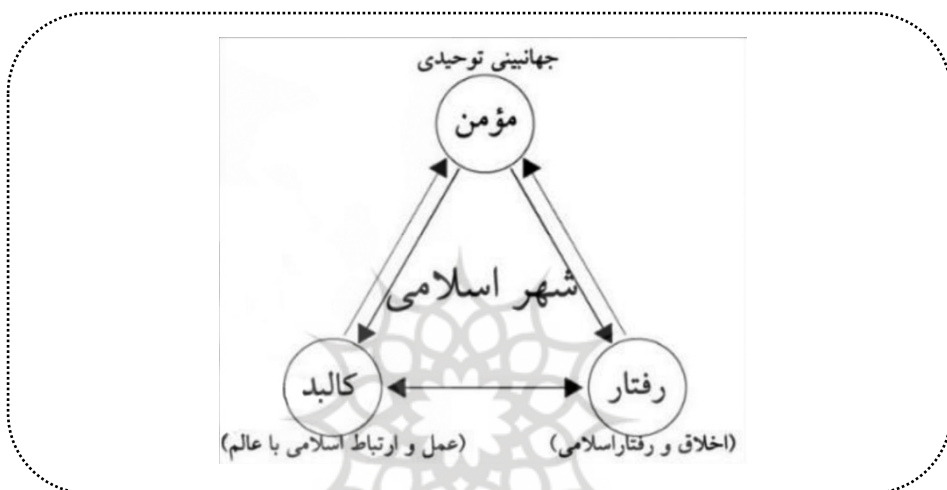 جهانبینی توحیدی
مؤمن
شهر اسلامی
رفتار
کالبد
(اخلاق و رفتاراسلامی)
(عمل و ارتباط اسلامی با عالم)